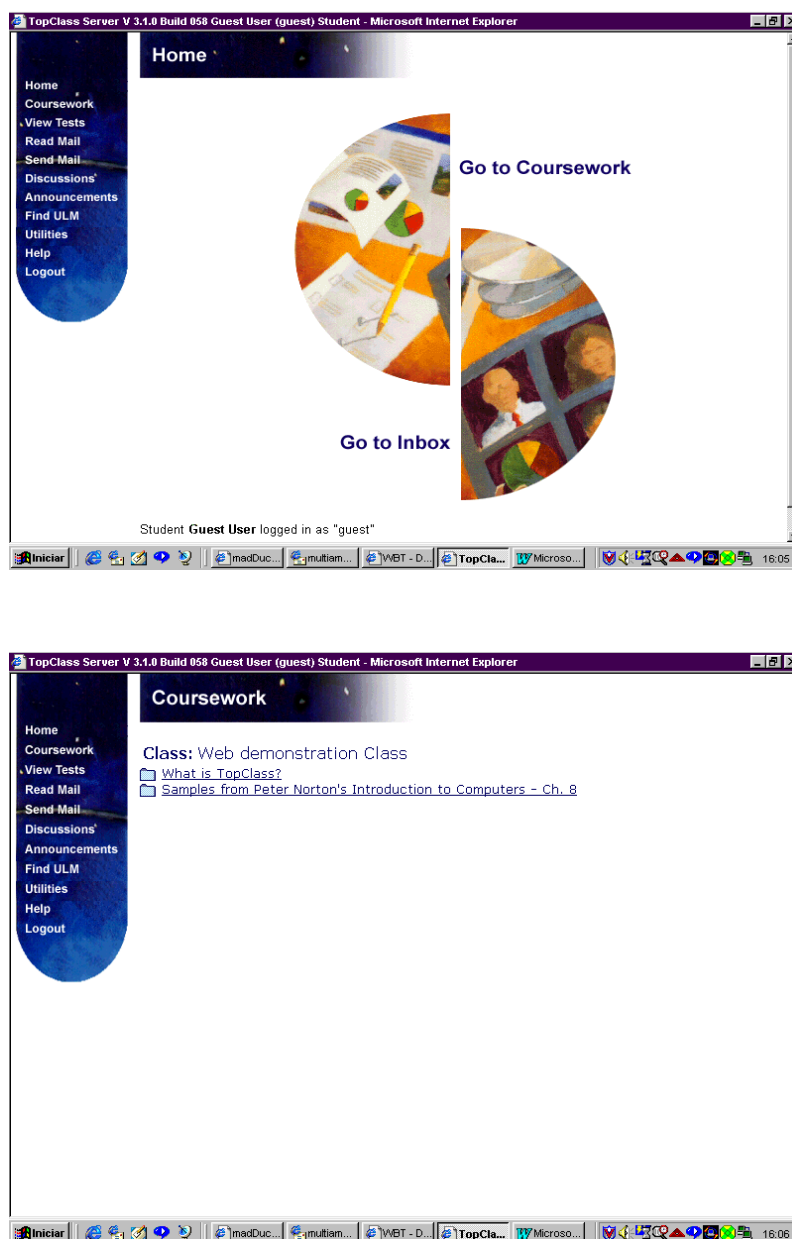 TopClass Server V 3.1.0 Build 058 Guest User (guest) Student - Microsoft Internet Explorer
Home
Home
Coursework
View Tests
Read Mail
Send Mail
Discussions
Announcements
Find ULM
Utilities
Help
Logout
Go to Coursework
Go to Inbox
Student Guest User logged in as "guest"
Iniciar madDuc... multiam... WBT - D... TopCla... Microso... 16:05
TopClass Server V 3.1.0 Build 058 Guest User (guest) Student - Microsoft Internet Explorer
Coursework
Home
Coursework
View Tests
Read Mail
Send Mail
Discussions
Announcements
Find ULM
Utilities
Help
Logout
Class: Web demonstration Class
What is TopClass?
Samples from Peter Norton's Introduction to Computers - Ch. 8
Iniciar madDuc... multiam... WBT - D... TopCla... Microso... 16:06